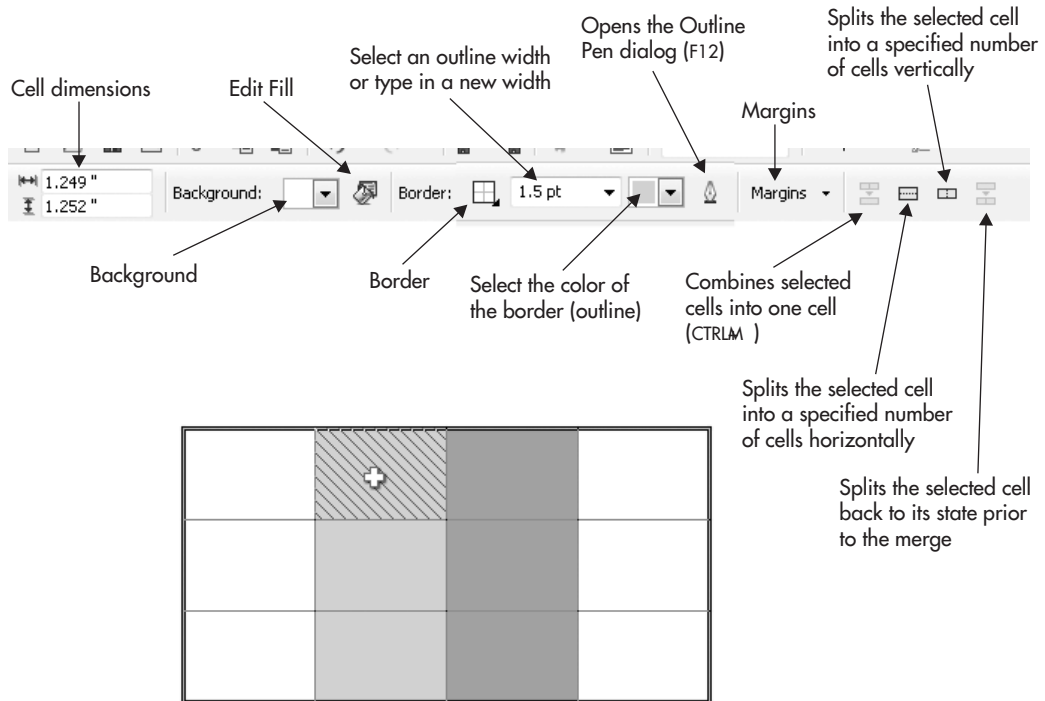 Splits the selected cell
into a specified number
of cells vertically
Opens the Outline
Pen dialog (F12)
Select an outline width
or type in a new width
Cell dimensions
Edit Fill
Margins
1.249 "
1.252 "
Background:
Border:
1.5 pt
Margins
Background
Border
Select the color of
the border (outline)
Combines selected
cells into one cell
Splits the selected cell
into a specified number
of cells horizontally
Splits the selected cell
back to its state prior
to the merge